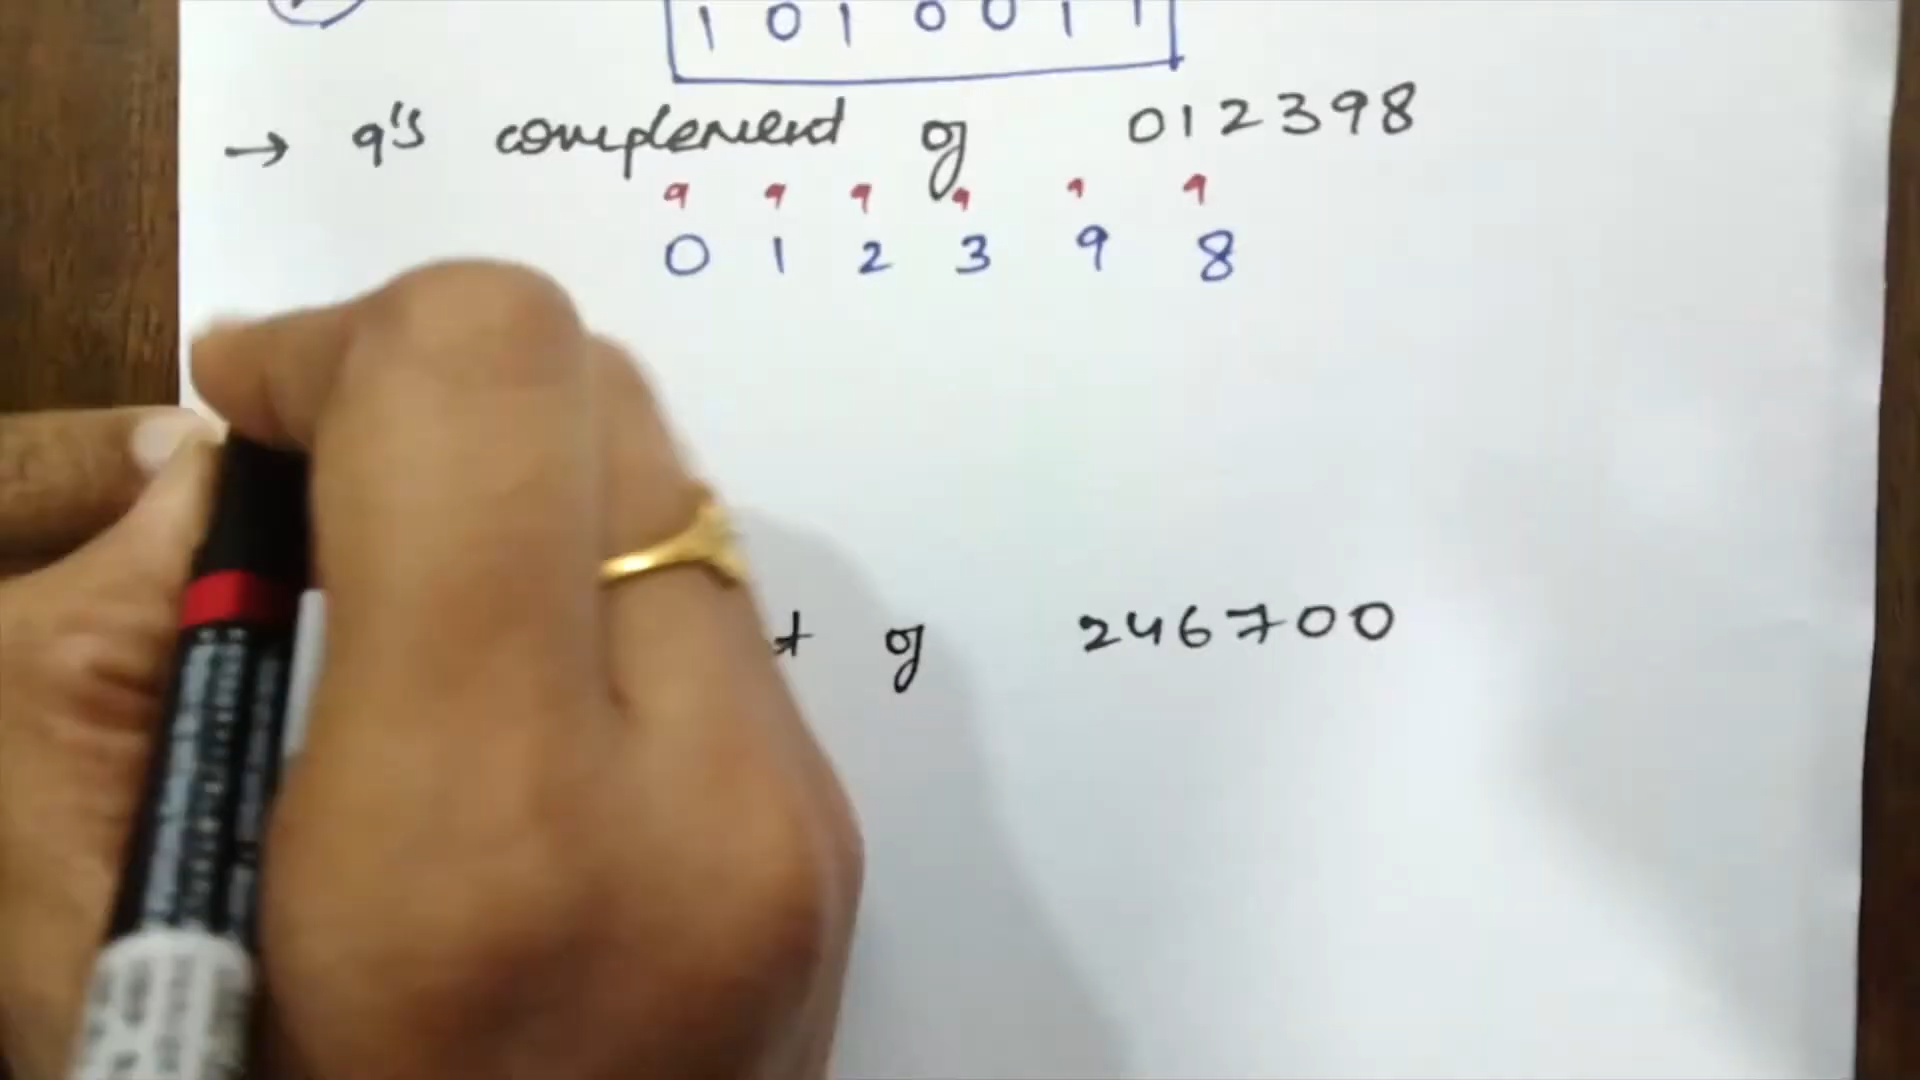 1 0 1 0 0 1 1
→ 9's complement of 012398
9 9 9 9 9 9
0 1 2 3 9 8
of 246700